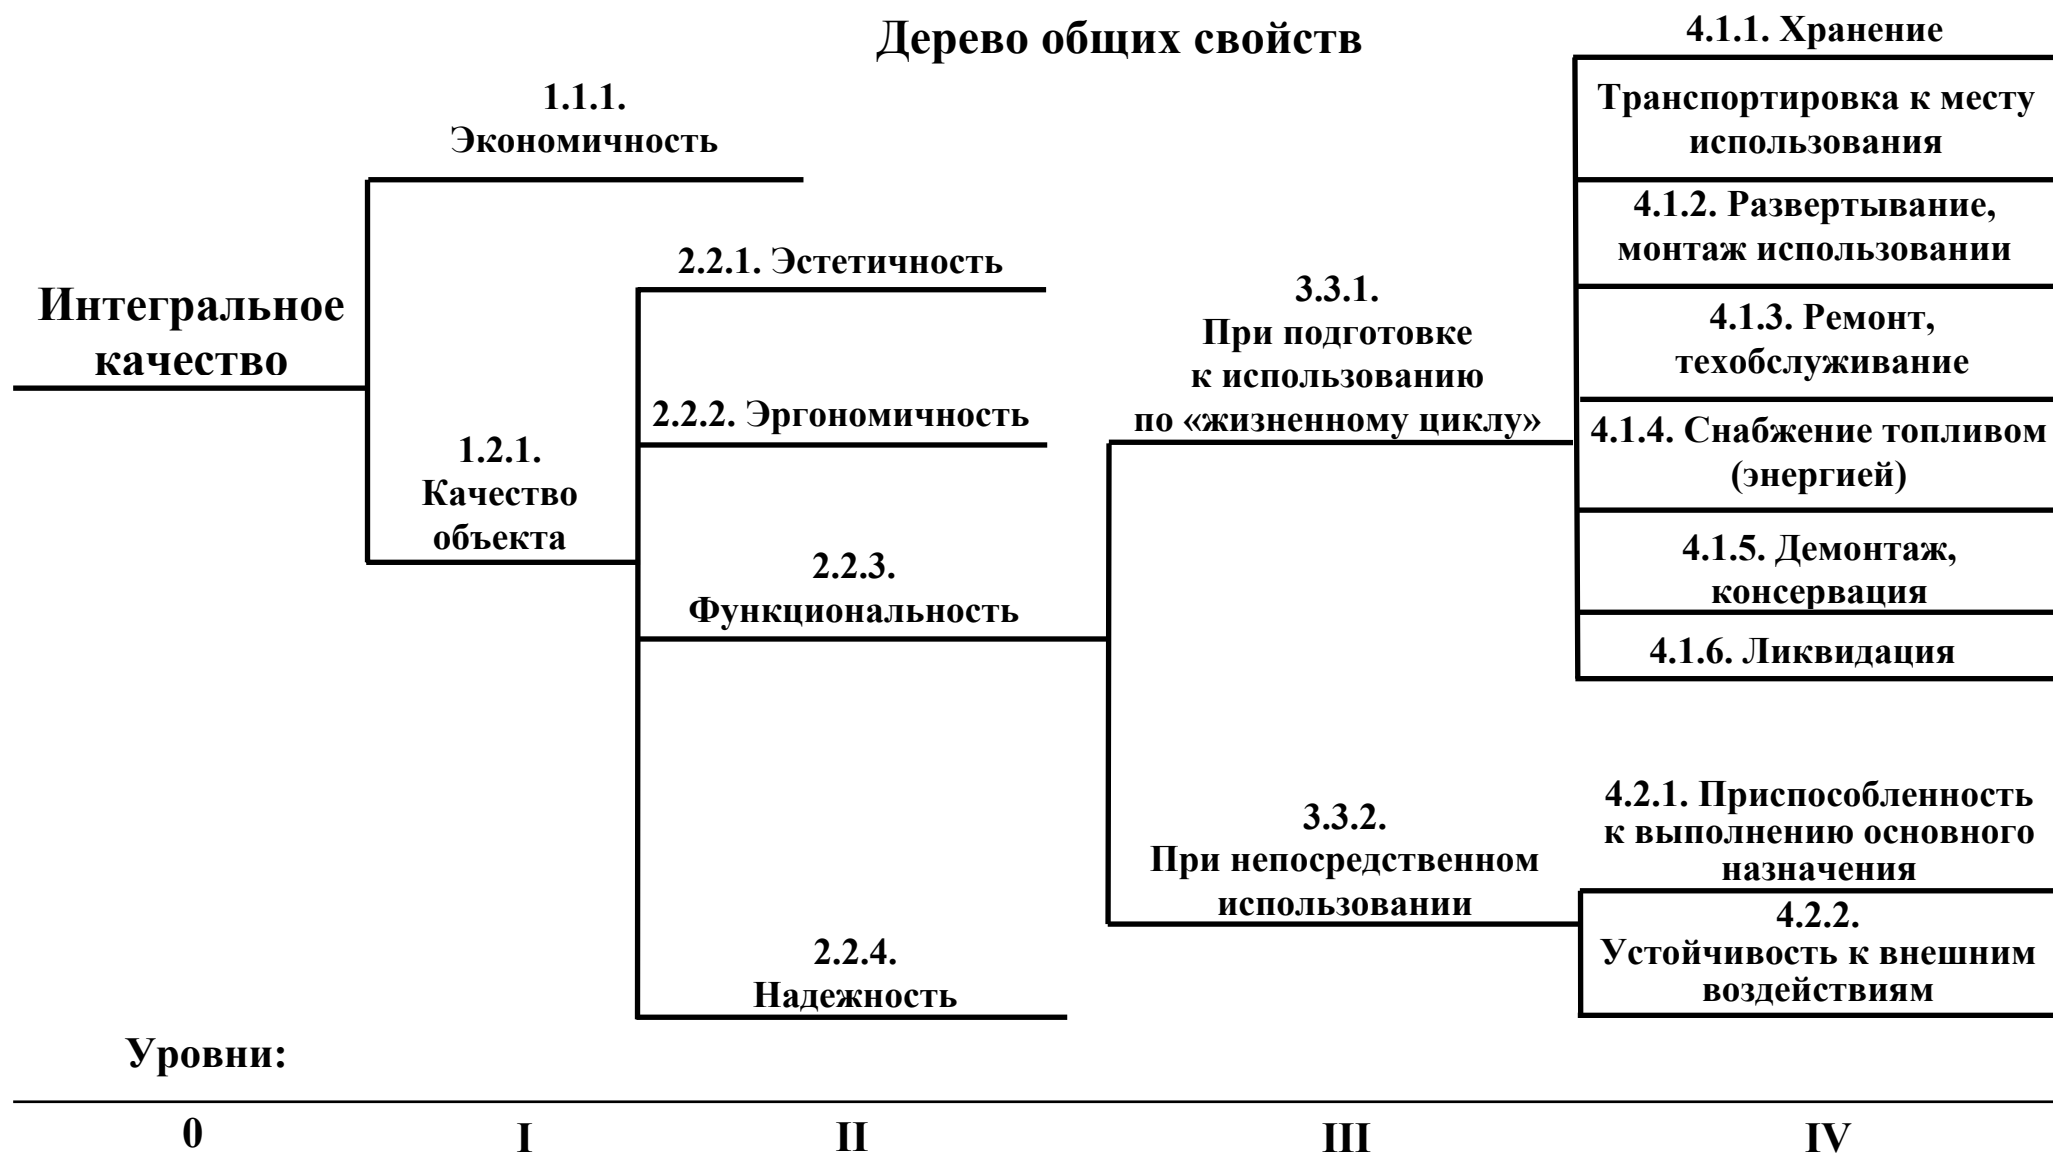 Дерево общих свойств
Интегральное
качество
1.1.1.
Экономичность
1.2.1.
Качество
объекта
2.2.1. Эстетичность
2.2.2. Эргономичность
2.2.3.
Функциональность
2.2.4.
Надежность
3.3.1.
При подготовке
к использованию
по «жизненному циклу»
3.3.2.
При непосредственном
использовании
4.1.1. Хранение
Транспортировка к месту
использования
4.1.2. Развертывание,
монтаж использовании
4.1.3. Ремонт,
техобслуживание
4.1.4. Снабжение топливом
(энергией)
4.1.5. Демонтаж,
консервация
4.1.6. Ликвидация
4.2.1. Приспособленность
к выполнению основного
назначения
4.2.2.
Устойчивость к внешним
воздействиям
Уровни:
0 I II III IV